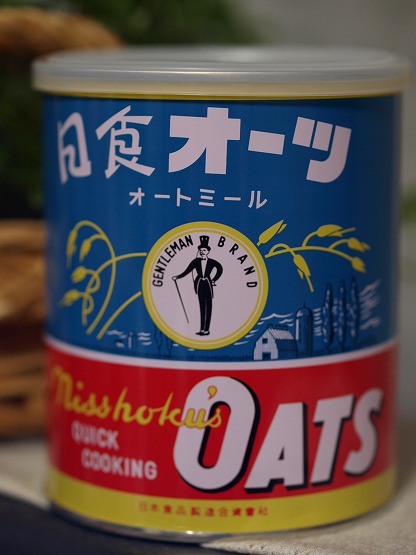 日食オーツ
オートミール
GENTLEMAN BRAND
Nisshoku's
QUICK
COOKING
OATS
日本食品製造合資會社